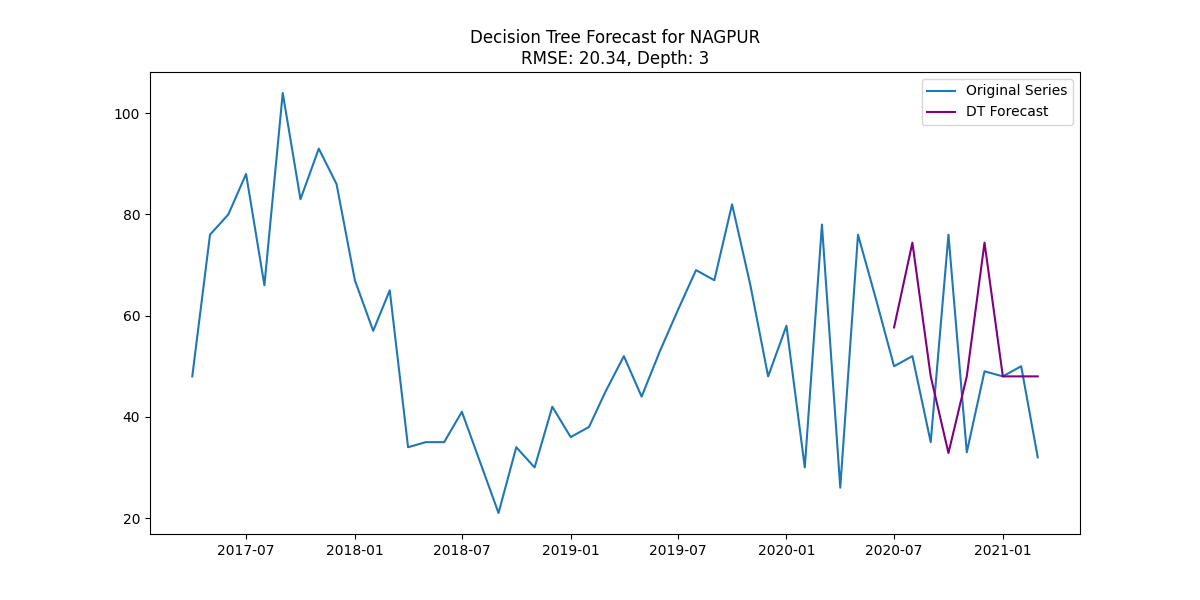 Decision Tree Forecast for NAGPUR
RMSE: 20.34, Depth: 3
Original Series
DT Forecast
100
80
60
40
20
2017-07 2018-01 2018-07 2019-01 2019-07 2020-01 2020-07 2021-01